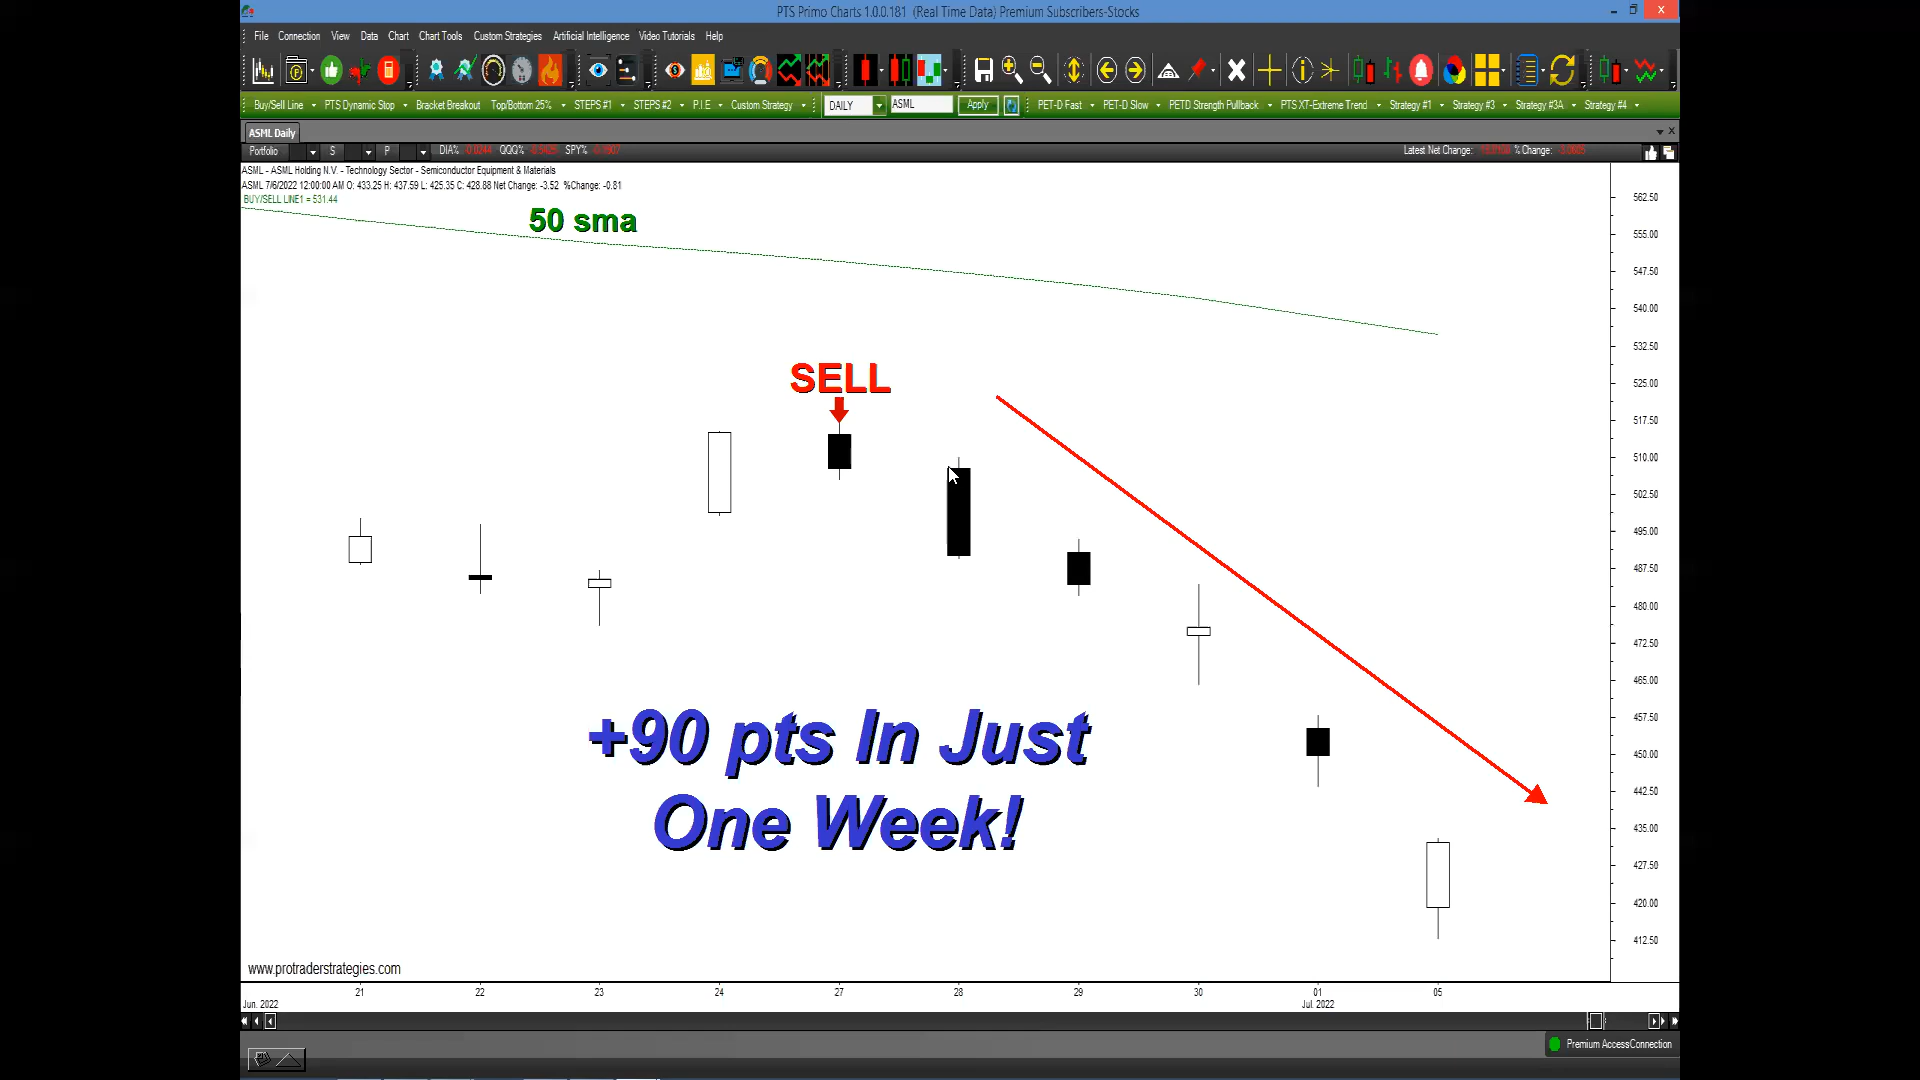 PTS Primo Charts 1.0.0.181 (Real Time Data) Premium Subscribers-Stocks
File Connection View Data Chart Chart Tools Custom Strategies Artificial Intelligence Video Tutorials Help
Buy/Sell Line PTS Dynamic Stop Bracket Breakout Top/Bottom 25% STEPS #1 STEPS #2 P.I.E Custom Strategy DAILY ASML Apply PET-D Fast PET-D Slow PETD Strength Pullback PTS XT-Extreme Trend Strategy #1 Strategy #3 Strategy #3A Strategy #4
ASML Daily
Portfolio S P DIA% QQQ% SPY% Latest Net Change: % Change:
ASML - ASML Holding N.V. - Technology Sector - Semiconductor Equipment & Materials
ASML 7/6/2022 12:00:00 AM O: 433.25 H: 437.59 L: 425.35 C: 428.88 Net Change: -3.52 %Change: -0.81
BUY/SELL LINE1 = 531.44
50 sma
SELL
+90 pts In Just
One Week!
562.50
555.00
547.50
540.00
532.50
525.00
517.50
510.00
502.50
495.00
487.50
480.00
472.50
465.00
457.50
450.00
442.50
435.00
427.50
420.00
412.50
www.protraderstrategies.com
21 22 23 24 27 28 29 30 01 05
Jun. 2022 Jul. 2022
Premium AccessConnection